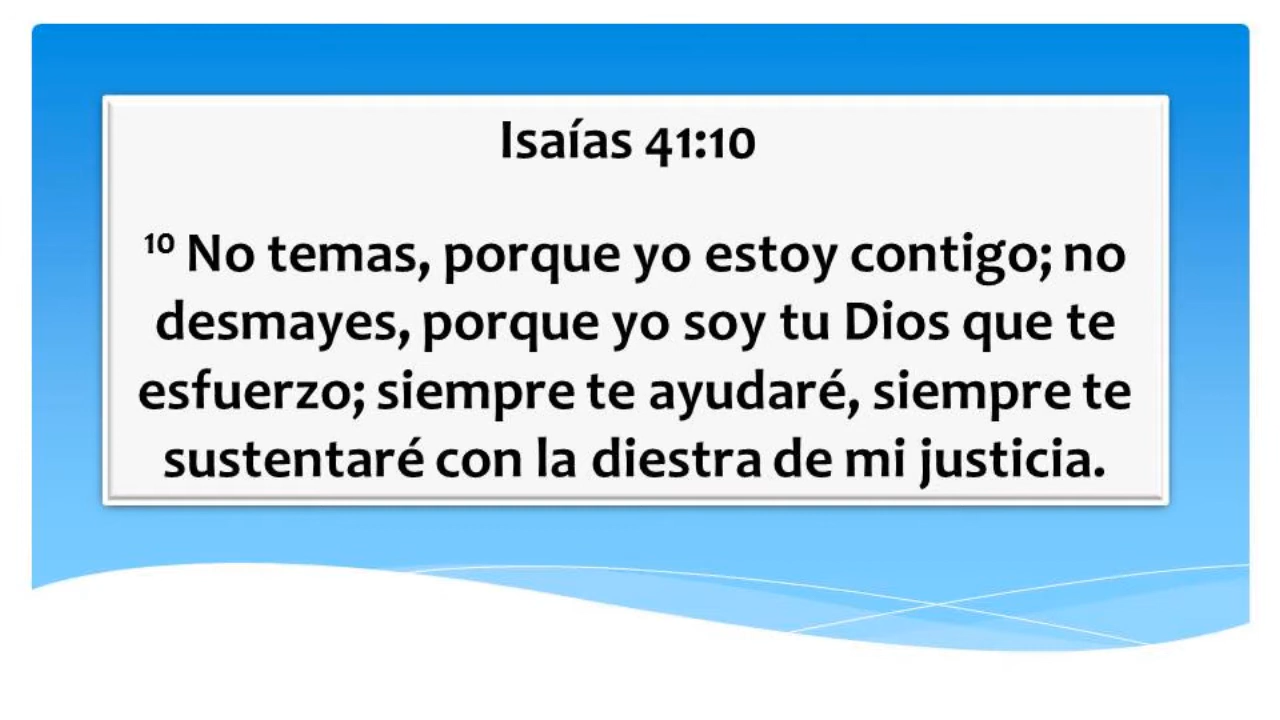 Isaías 41:10
¹⁰ No temas, porque yo estoy contigo; no
desmayes, porque yo soy tu Dios que te
esfuerzo; siempre te ayudaré, siempre te
sustentaré con la diestra de mi justicia.